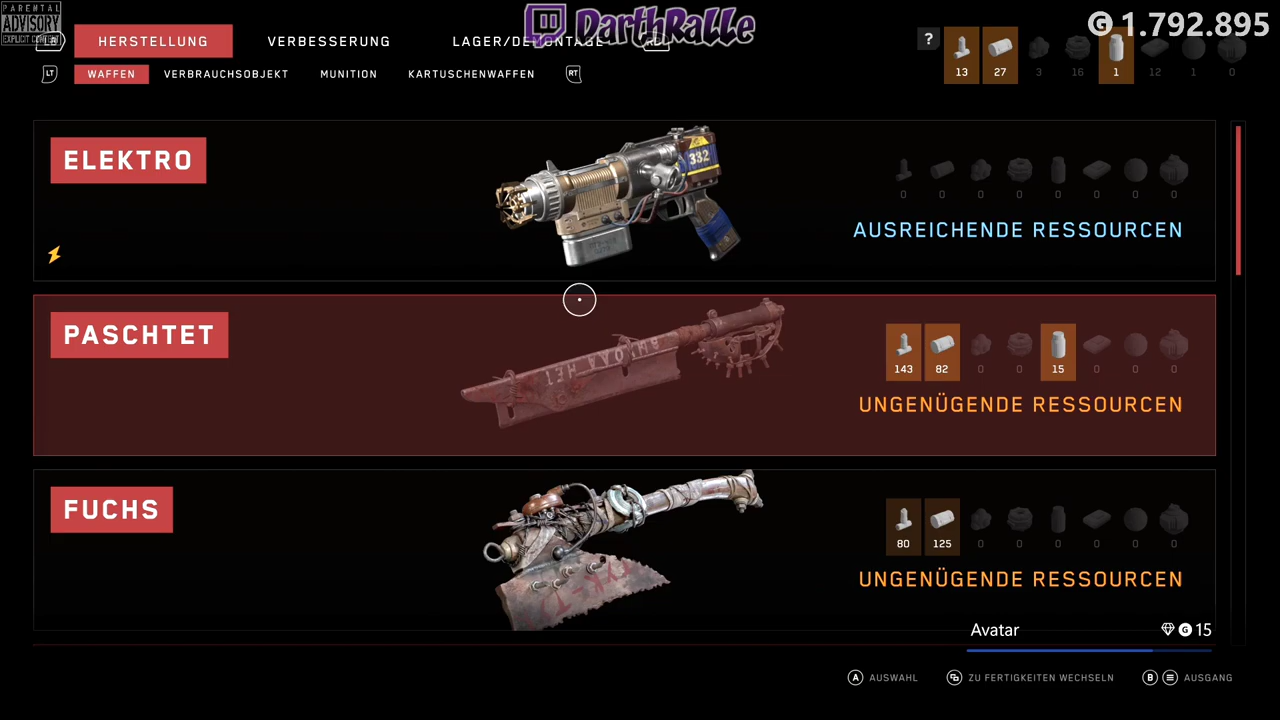 PARENTAL
ADVISORY
EXPLICIT
DarthRalle
G 1.792.895
HERSTELLUNG
VERBESSERUNG
LAGER/DEMONTAGE
?
13 27 3 16 1 12 1 0
LT
WAFFEN
VERBRAUCHSOBJEKT
MUNITION
KARTUSCHENWAFFEN
RT
ELEKTRO
332
0 0 0 0 0 0 0 0
AUSREICHENDE RESSOURCEN
PASCHTET
143 82 0 0 15 0 0 0
UNGENÜGENDE RESSOURCEN
FUCHS
80 125 0 0 0 0 0 0
UNGENÜGENDE RESSOURCEN
Avatar
G 15
A AUSWAHL
ZU FERTIGKEITEN WECHSELN
B AUSGANG